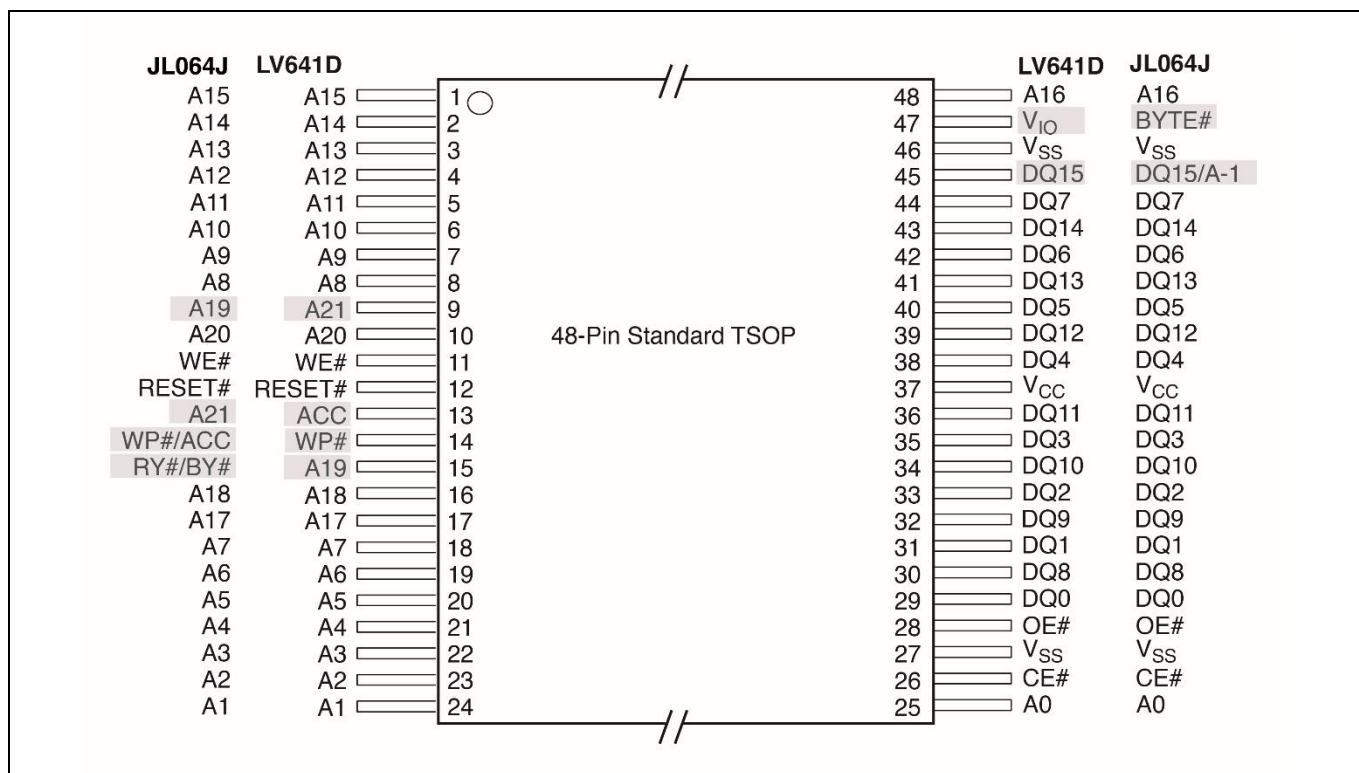 JL064J LV641D LV641D JL064J
A15 A15 1 48 A16 A16
A14 A14 2 47 VIO BYTE#
A13 A13 3 46 VSS VSS
A12 A12 4 45 DQ15 DQ15/A-1
A11 A11 5 44 DQ7 DQ7
A10 A10 6 43 DQ14 DQ14
A9 A9 7 42 DQ6 DQ6
A8 A8 8 41 DQ13 DQ13
A19 A21 9 40 DQ5 DQ5
A20 A20 10 48-Pin Standard TSOP 39 DQ12 DQ12
WE# WE# 11 38 DQ4 DQ4
RESET# RESET# 12 37 VCC VCC
A21 ACC 13 36 DQ11 DQ11
WP#/ACC WP# 14 35 DQ3 DQ3
RY#/BY# A19 15 34 DQ10 DQ10
A18 A18 16 33 DQ2 DQ2
A17 A17 17 32 DQ9 DQ9
A7 A7 18 31 DQ1 DQ1
A6 A6 19 30 DQ8 DQ8
A5 A5 20 29 DQ0 DQ0
A4 A4 21 28 OE# OE#
A3 A3 22 27 VSS VSS
A2 A2 23 26 CE# CE#
A1 A1 24 25 A0 A0